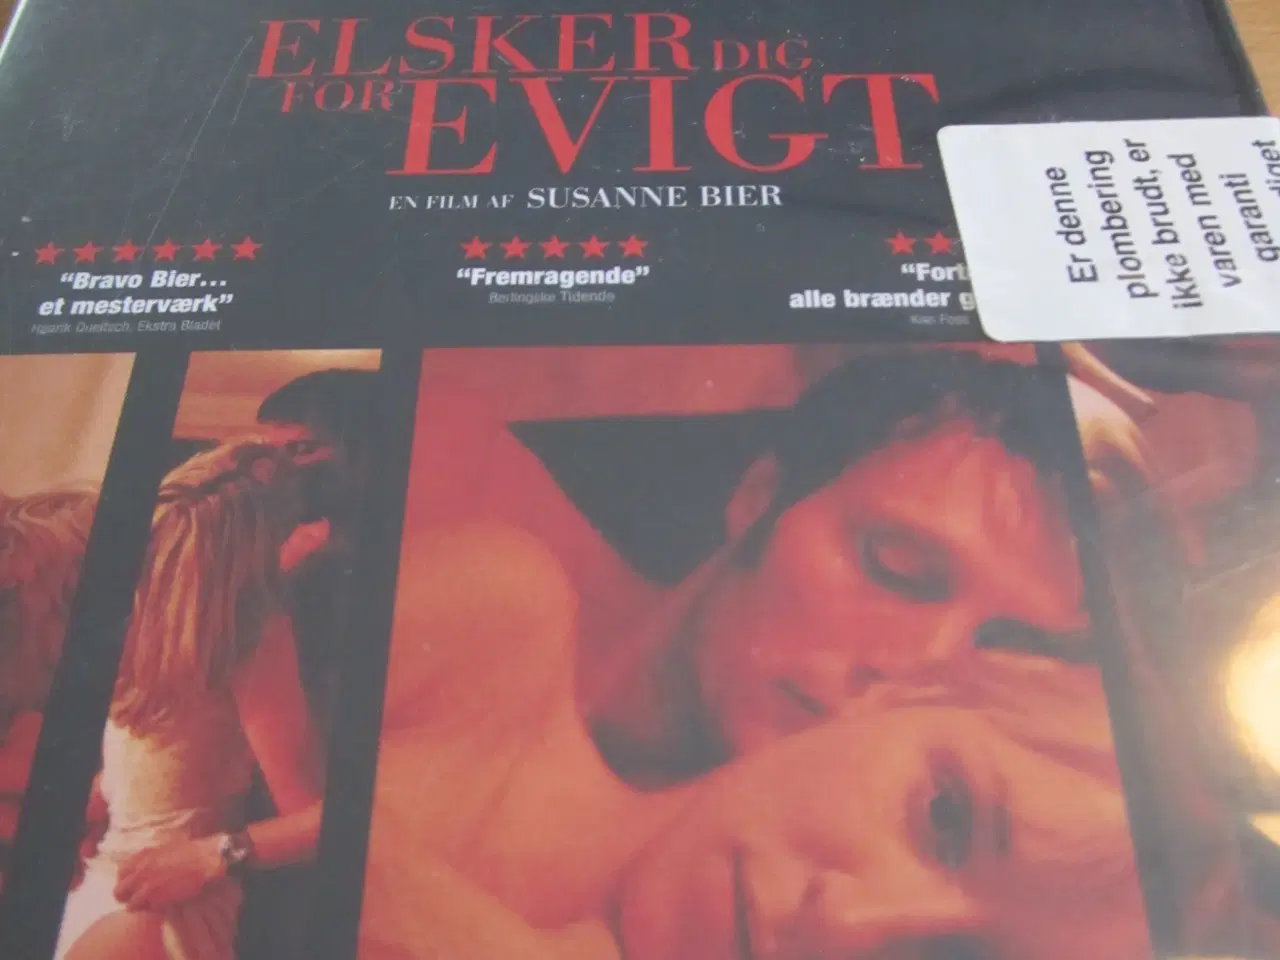 ELSKER DIG
FOR EVIGT
EN FILM AF SUSANNE BIER
“Bravo Bier...
et mesterværk”
Ekstra Bladet
“Fremragende”
Berlingske Tidende
alle brænder
Er denne
plombering
ikke brudt, er
varen med
garanti